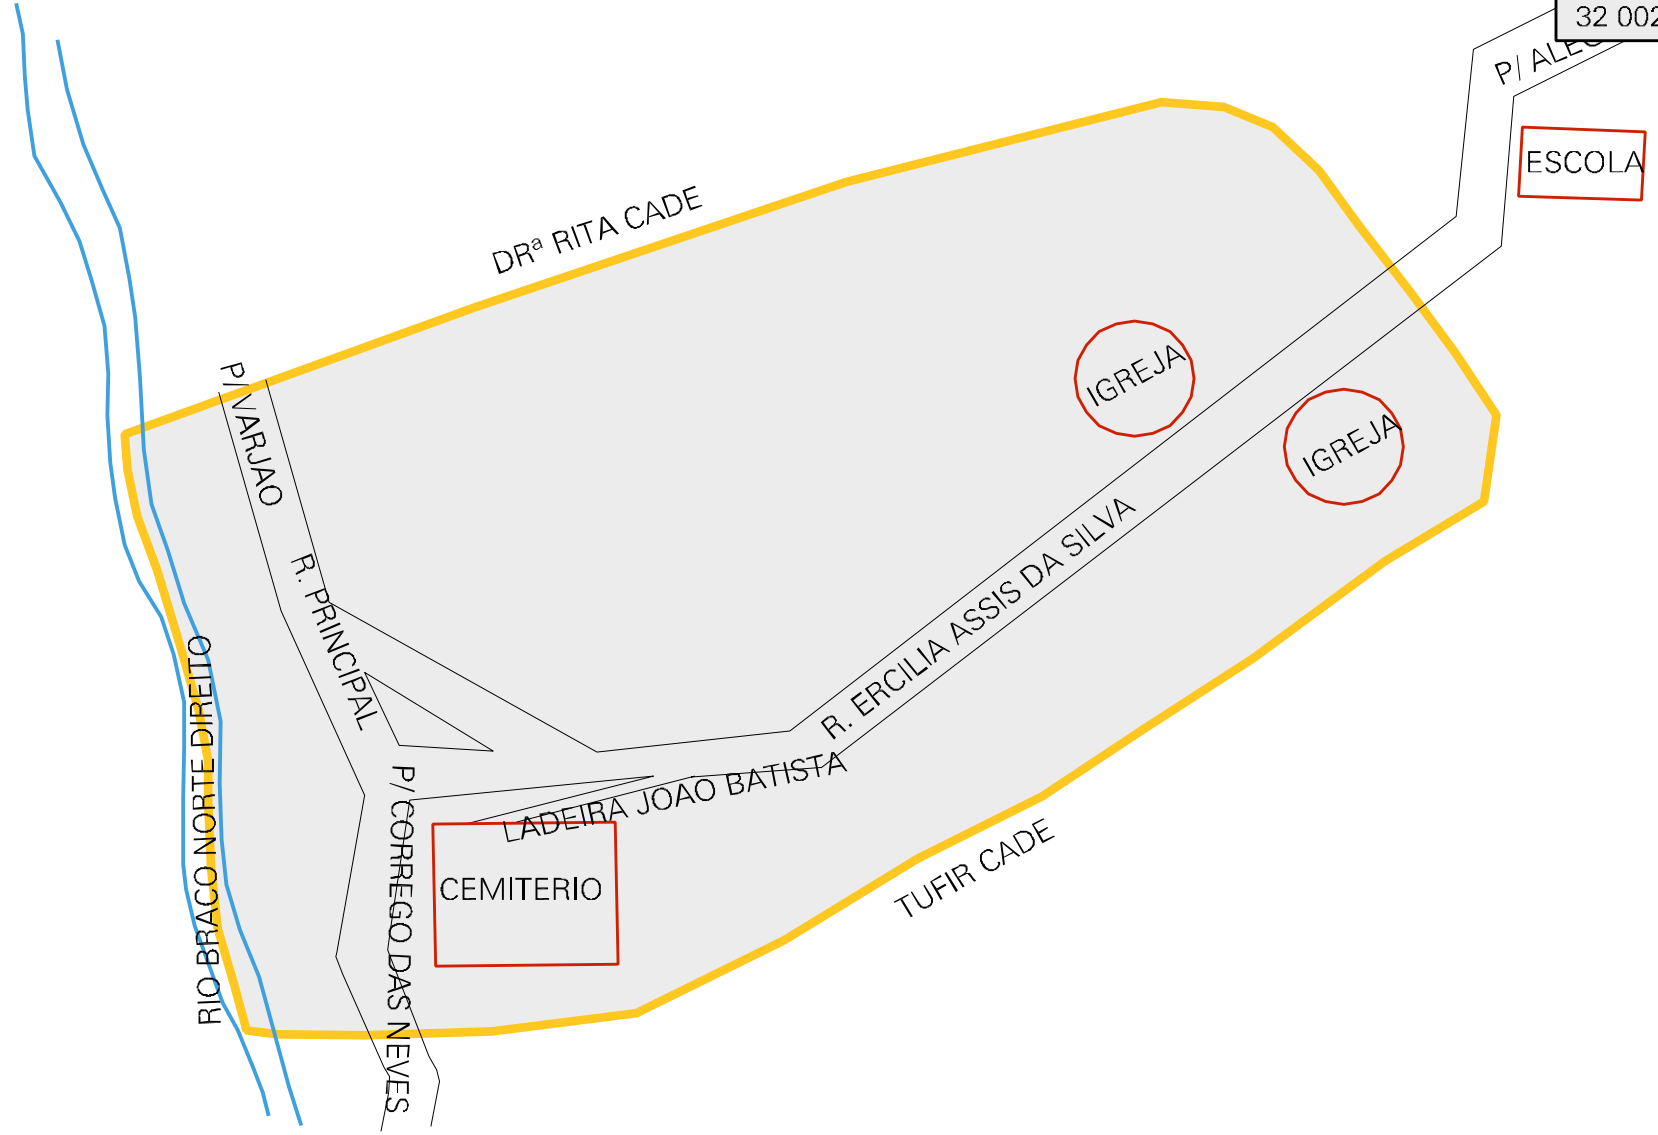 32 002
P/ ALEG
ESCOLA
DRª RITA CADE
IGREJA
P/ VARJAO
IGREJA
R. ERCILIA ASSIS DA SILVA
R. PRINCIPAL
RIO BRACO NORTE DIREITO
LADEIRA JOAO BATISTA
P/ CORREGO DAS NEVES
TUFIR CADE
CEMITERIO